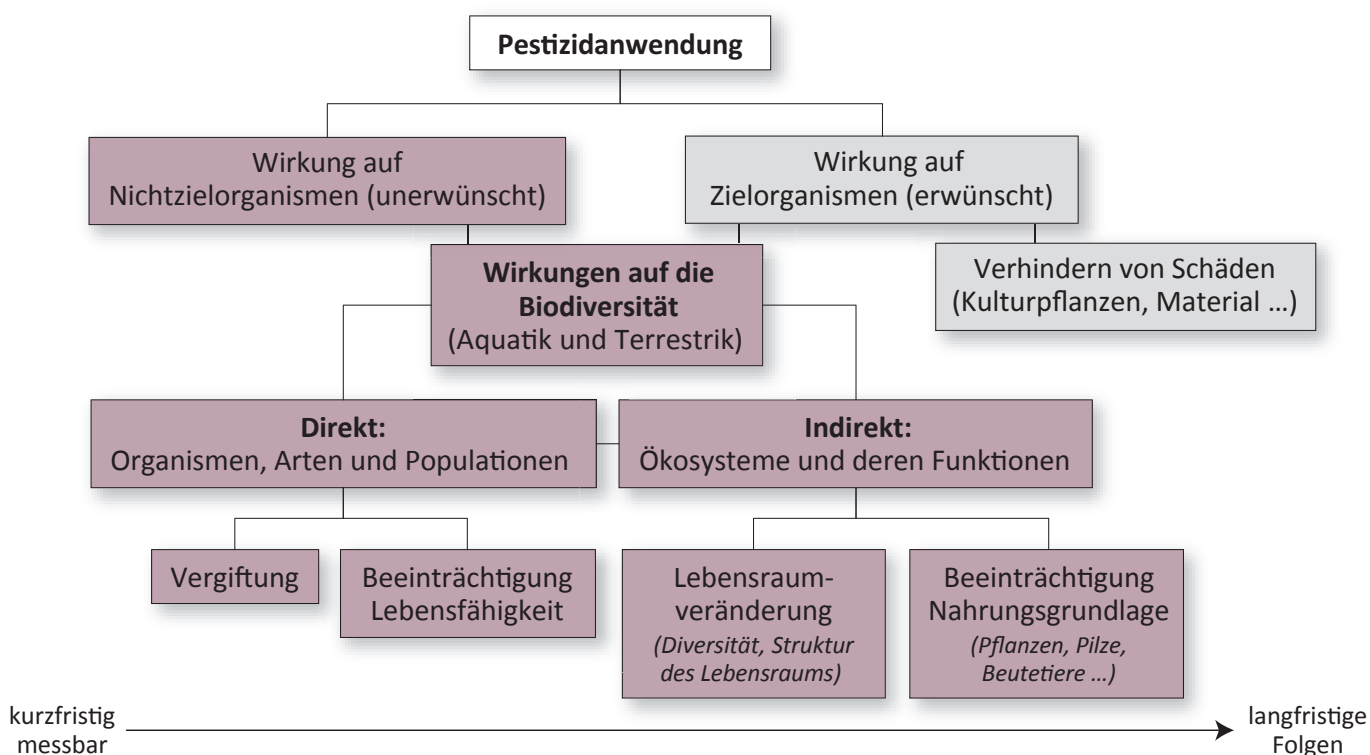 Pestizidanwendung
Wirkung auf
Nichtzielorganismen (unerwünscht)
Wirkung auf
Zielorganismen (erwünscht)
Wirkungen auf die
Biodiversität
(Aquatik und Terrestrik)
Verhindern von Schäden
(Kulturpflanzen, Material ...)
Direkt:
Organismen, Arten und Populationen
Indirekt:
Ökosysteme und deren Funktionen
Vergiftung
Beeinträchtigung
Lebensfähigkeit
Lebensraum-
veränderung
(Diversität, Struktur
des Lebensraums)
Beeinträchtigung
Nahrungsgrundlage
(Pflanzen, Pilze,
Beutetiere ...)
kurzfristig
messbar
langfristige
Folgen